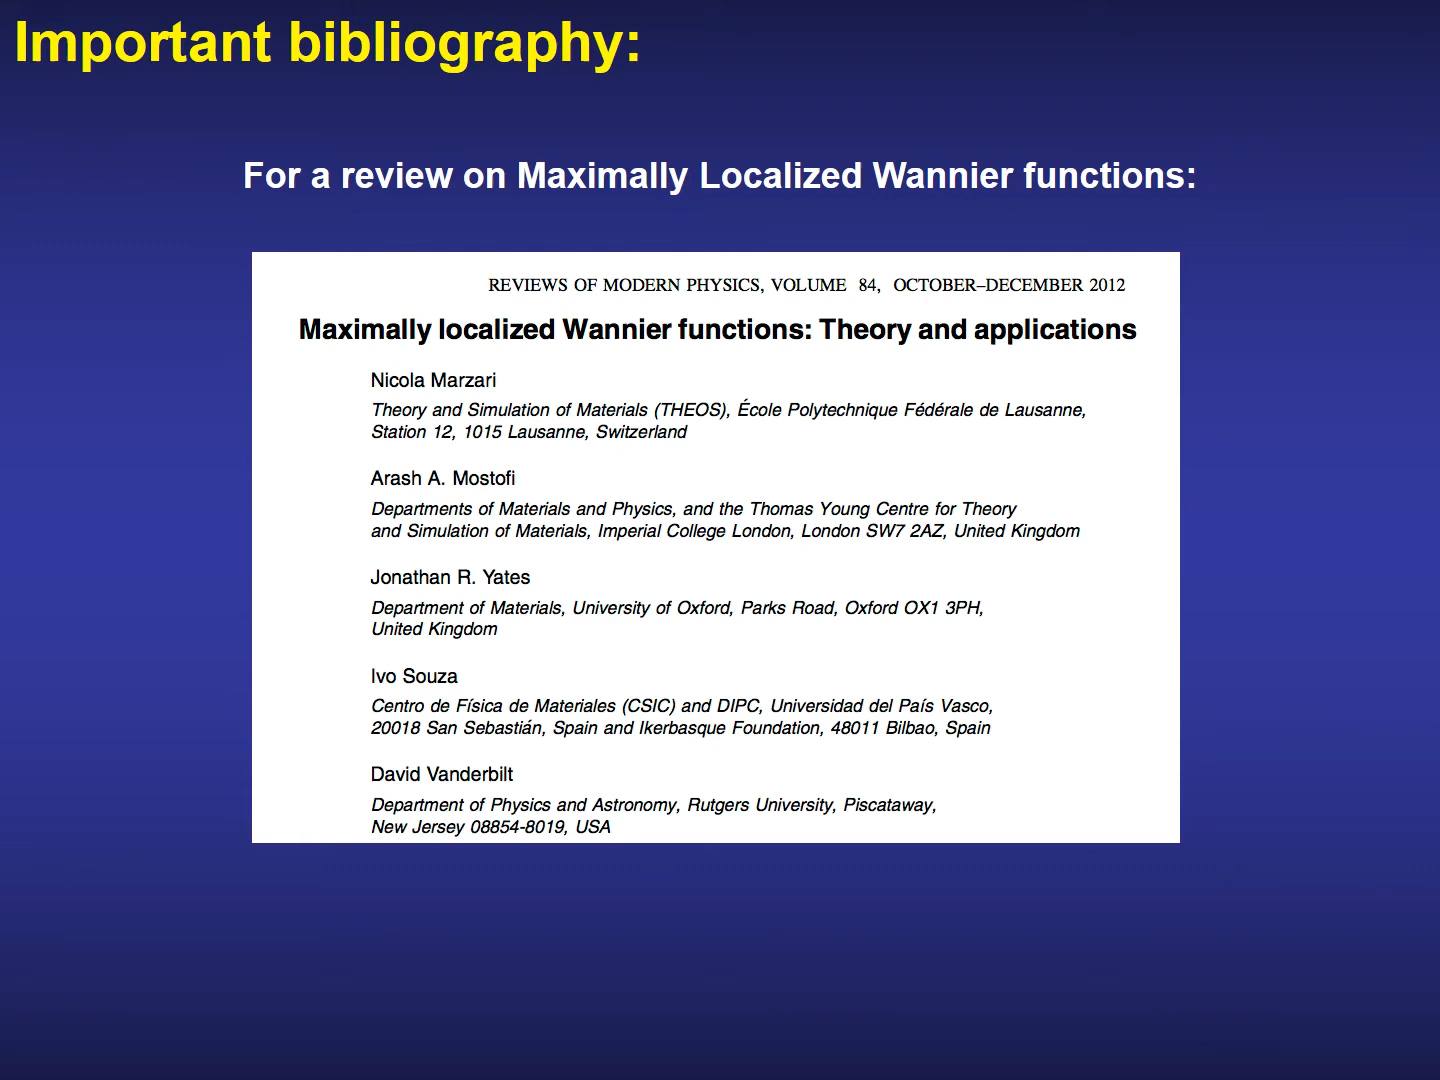 Important bibliography:
For a review on Maximally Localized Wannier functions:
REVIEWS OF MODERN PHYSICS, VOLUME 84, OCTOBER–DECEMBER 2012
Maximally localized Wannier functions: Theory and applications
Nicola Marzari
Theory and Simulation of Materials (THEOS), École Polytechnique Fédérale de Lausanne,
Station 12, 1015 Lausanne, Switzerland
Arash A. Mostofi
Departments of Materials and Physics, and the Thomas Young Centre for Theory
and Simulation of Materials, Imperial College London, London SW7 2AZ, United Kingdom
Jonathan R. Yates
Department of Materials, University of Oxford, Parks Road, Oxford OX1 3PH,
United Kingdom
Ivo Souza
Centro de Física de Materiales (CSIC) and DIPC, Universidad del País Vasco,
20018 San Sebastián, Spain and Ikerbasque Foundation, 48011 Bilbao, Spain
David Vanderbilt
Department of Physics and Astronomy, Rutgers University, Piscataway,
New Jersey 08854-8019, USA